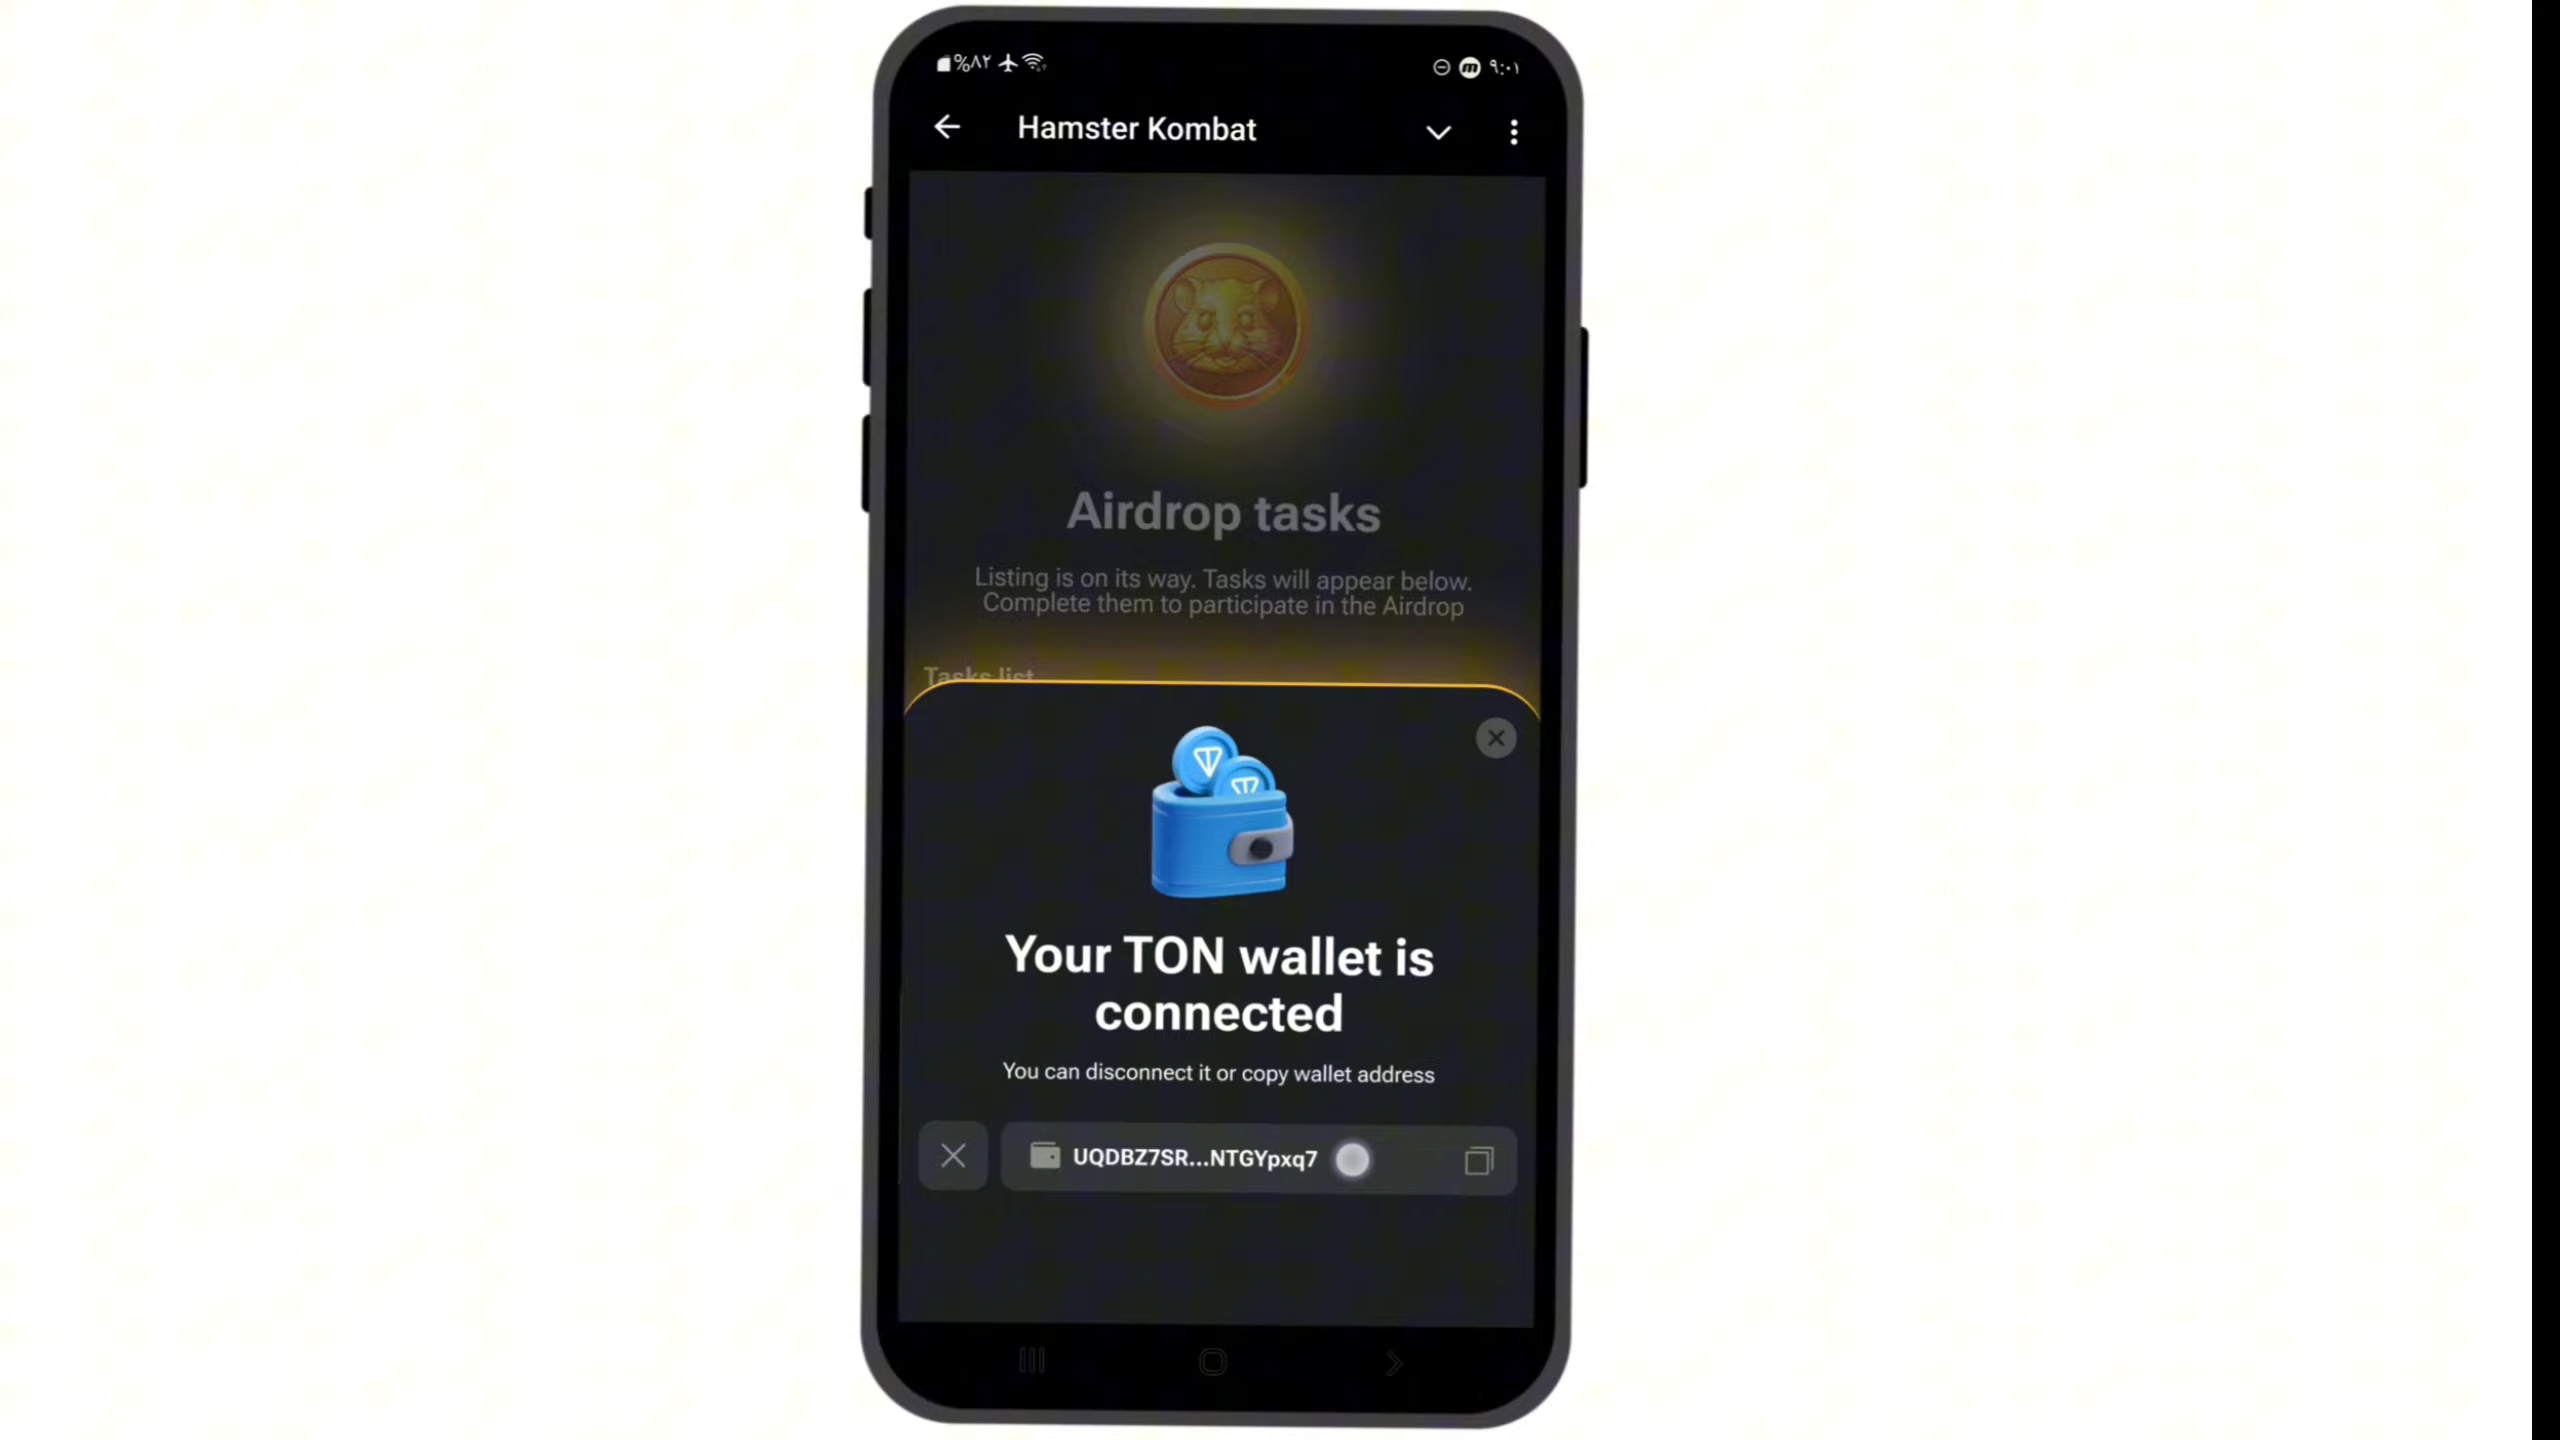 %۸۲
۹:۰۱
Hamster Kombat
Airdrop tasks
Listing is on its way. Tasks will appear below.
Complete them to participate in the Airdrop
Tasks list
Your TON wallet is
connected
You can disconnect it or copy wallet address
UQDBZ7SR...NTGYpxq7